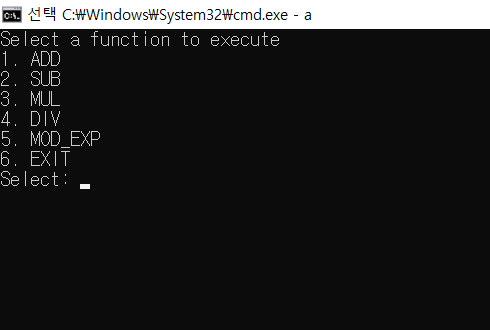 선택 C:₩Windows₩System32₩cmd.exe - a
Select a function to execute
1. ADD
2. SUB
3. MUL
4. DIV
5. MOD_EXP
6. EXIT
Select: